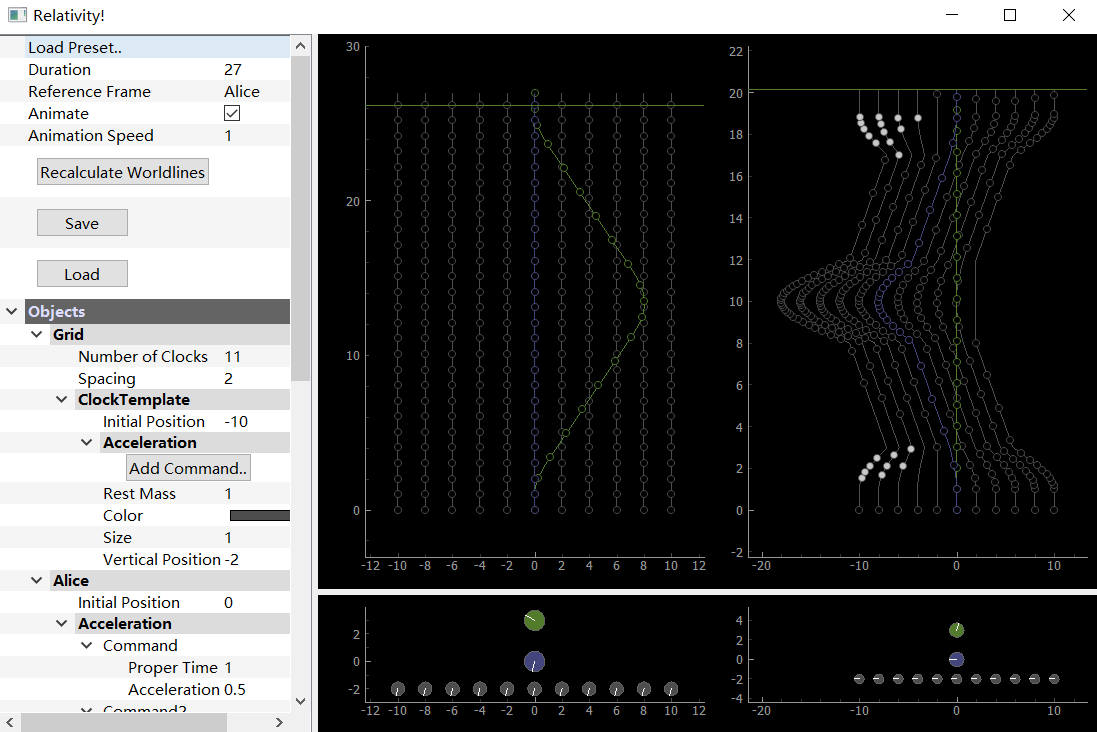 Relativity!
Load Preset..
Duration 27
Reference Frame Alice
Animate
Animation Speed 1
Recalculate Worldlines
Save
Load
Objects
Grid
Number of Clocks 11
Spacing 2
ClockTemplate
Initial Position -10
Acceleration
Add Command..
Rest Mass 1
Color
Size 1
Vertical Position -2
Alice
Initial Position 0
Acceleration
Command
Proper Time 1
Acceleration 0.5
Command2
30
20
10
0
-12 -10 -8 -6 -4 -2 0 2 4 6 8 10 12
22
20
18
16
14
12
10
8
6
4
2
0
-2
-20 -10 0 10
2
0
-2
-12 -10 -8 -6 -4 -2 0 2 4 6 8 10 12
4
2
0
-2
-4
-20 -10 0 10